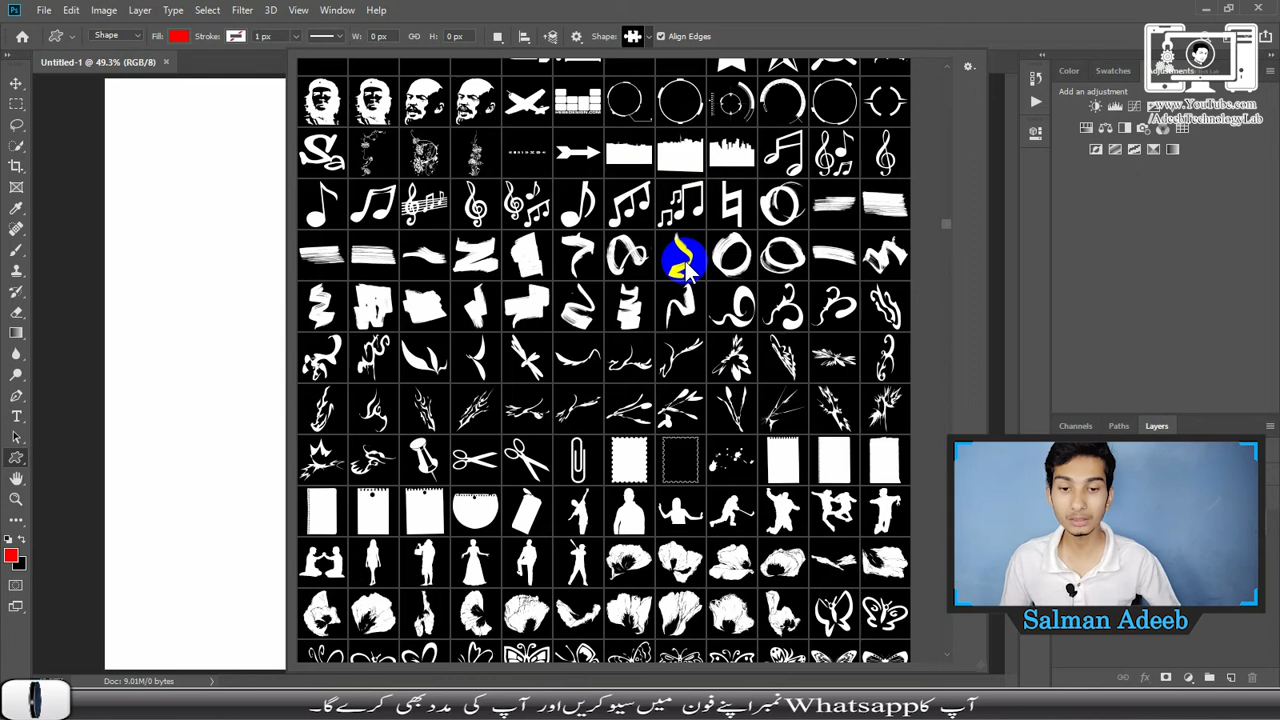 Ps File Edit Image Layer Type Select Filter 3D View Window Help
Shape Fill: Stroke: 1 px W: 0 px H: 0 px Shape: Align Edges
Untitled-1 @ 49.3% (RGB/8) ×
Color Swatches Adjustments
Add an adjustment
www.YouTube.com
/AdeebTechnologyLab
Sa
Channels Paths Layers
Salman Adeeb
Doc: 9.01M/0 bytes
آپ کا Whatsapp نمبر اپنے فون میں سیو کریں اور آپ کی مدد بھی کرے گا۔